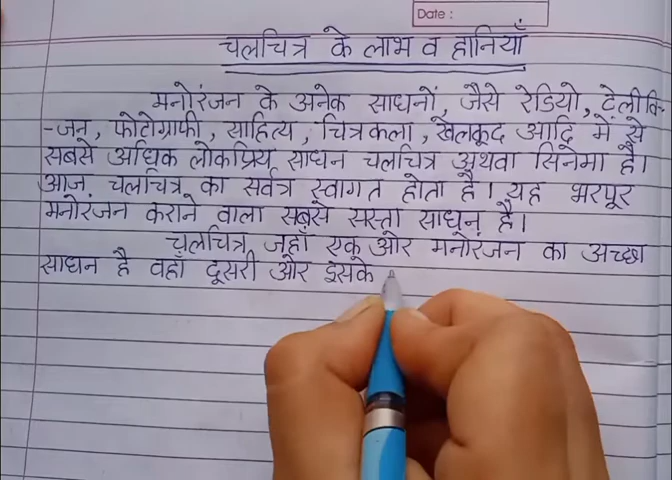 Date :
चलचित्र के लाभ व हानियाँ
मनोरंजन के अनेक साधनों, जैसे रेडियो, टेलीवि-
-जन, फोटोग्राफी, साहित्य, चित्रकला, खेलकूद आदि में से
सबसे अधिक लोकप्रिय साधन चलचित्र अथवा सिनेमा है।
आज चलचित्र का सर्वत्र स्वागत होता है। यह भरपूर
मनोरंजन कराने वाला सबसे सस्ता साधन है।
चलचित्र जहाँ एक ओर मनोरंजन का अच्छा
साधन है वहाँ दूसरी ओर इसके